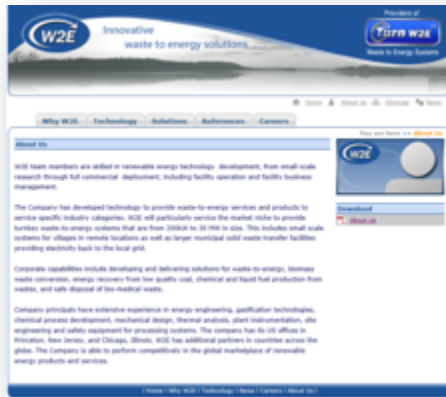 W2E
Innovative
waste to energy solutions
Providers of
Turn W2E
Waste to Energy Systems
Home About Us Sitemap News
Why W2E Technology Solutions References Careers
You are here >> About Us
About Us
W2E
W2E team members are skilled in renewable energy technology development, from small-scale
research through full commercial deployment, including facility operation and facility business
management.
Download
About Us
The Company has developed technology to provide waste-to-energy services and products to
service specific industry categories. W2E will particularly service the market niche to provide
turnkey waste-to-energy systems that are from 200kW to 30 MW in size. This includes small scale
systems for villages in remote locations as well as larger municipal solid waste transfer facilities
providing electricity back to the local grid.
Corporate capabilities include developing and delivering solutions for waste-to-energy, biomass
waste conversion, energy recovery from low quality coal, chemical and liquid fuel production from
wastes, and safe disposal of bio-medical waste.
Company principals have extensive experience in energy engineering, gasification technologies,
chemical process development, mechanical design, thermal analysis, plant instrumentation, site
engineering and safety equipment for processing systems. The company has its US offices in
Princeton, New Jersey, and Chicago, Illinois. W2E has additional partners in countries across the
globe. The Company is able to perform competitively in the global marketplace of renewable
energy products and services.
| Home | Why W2E | Technology | News | Careers | About Us |